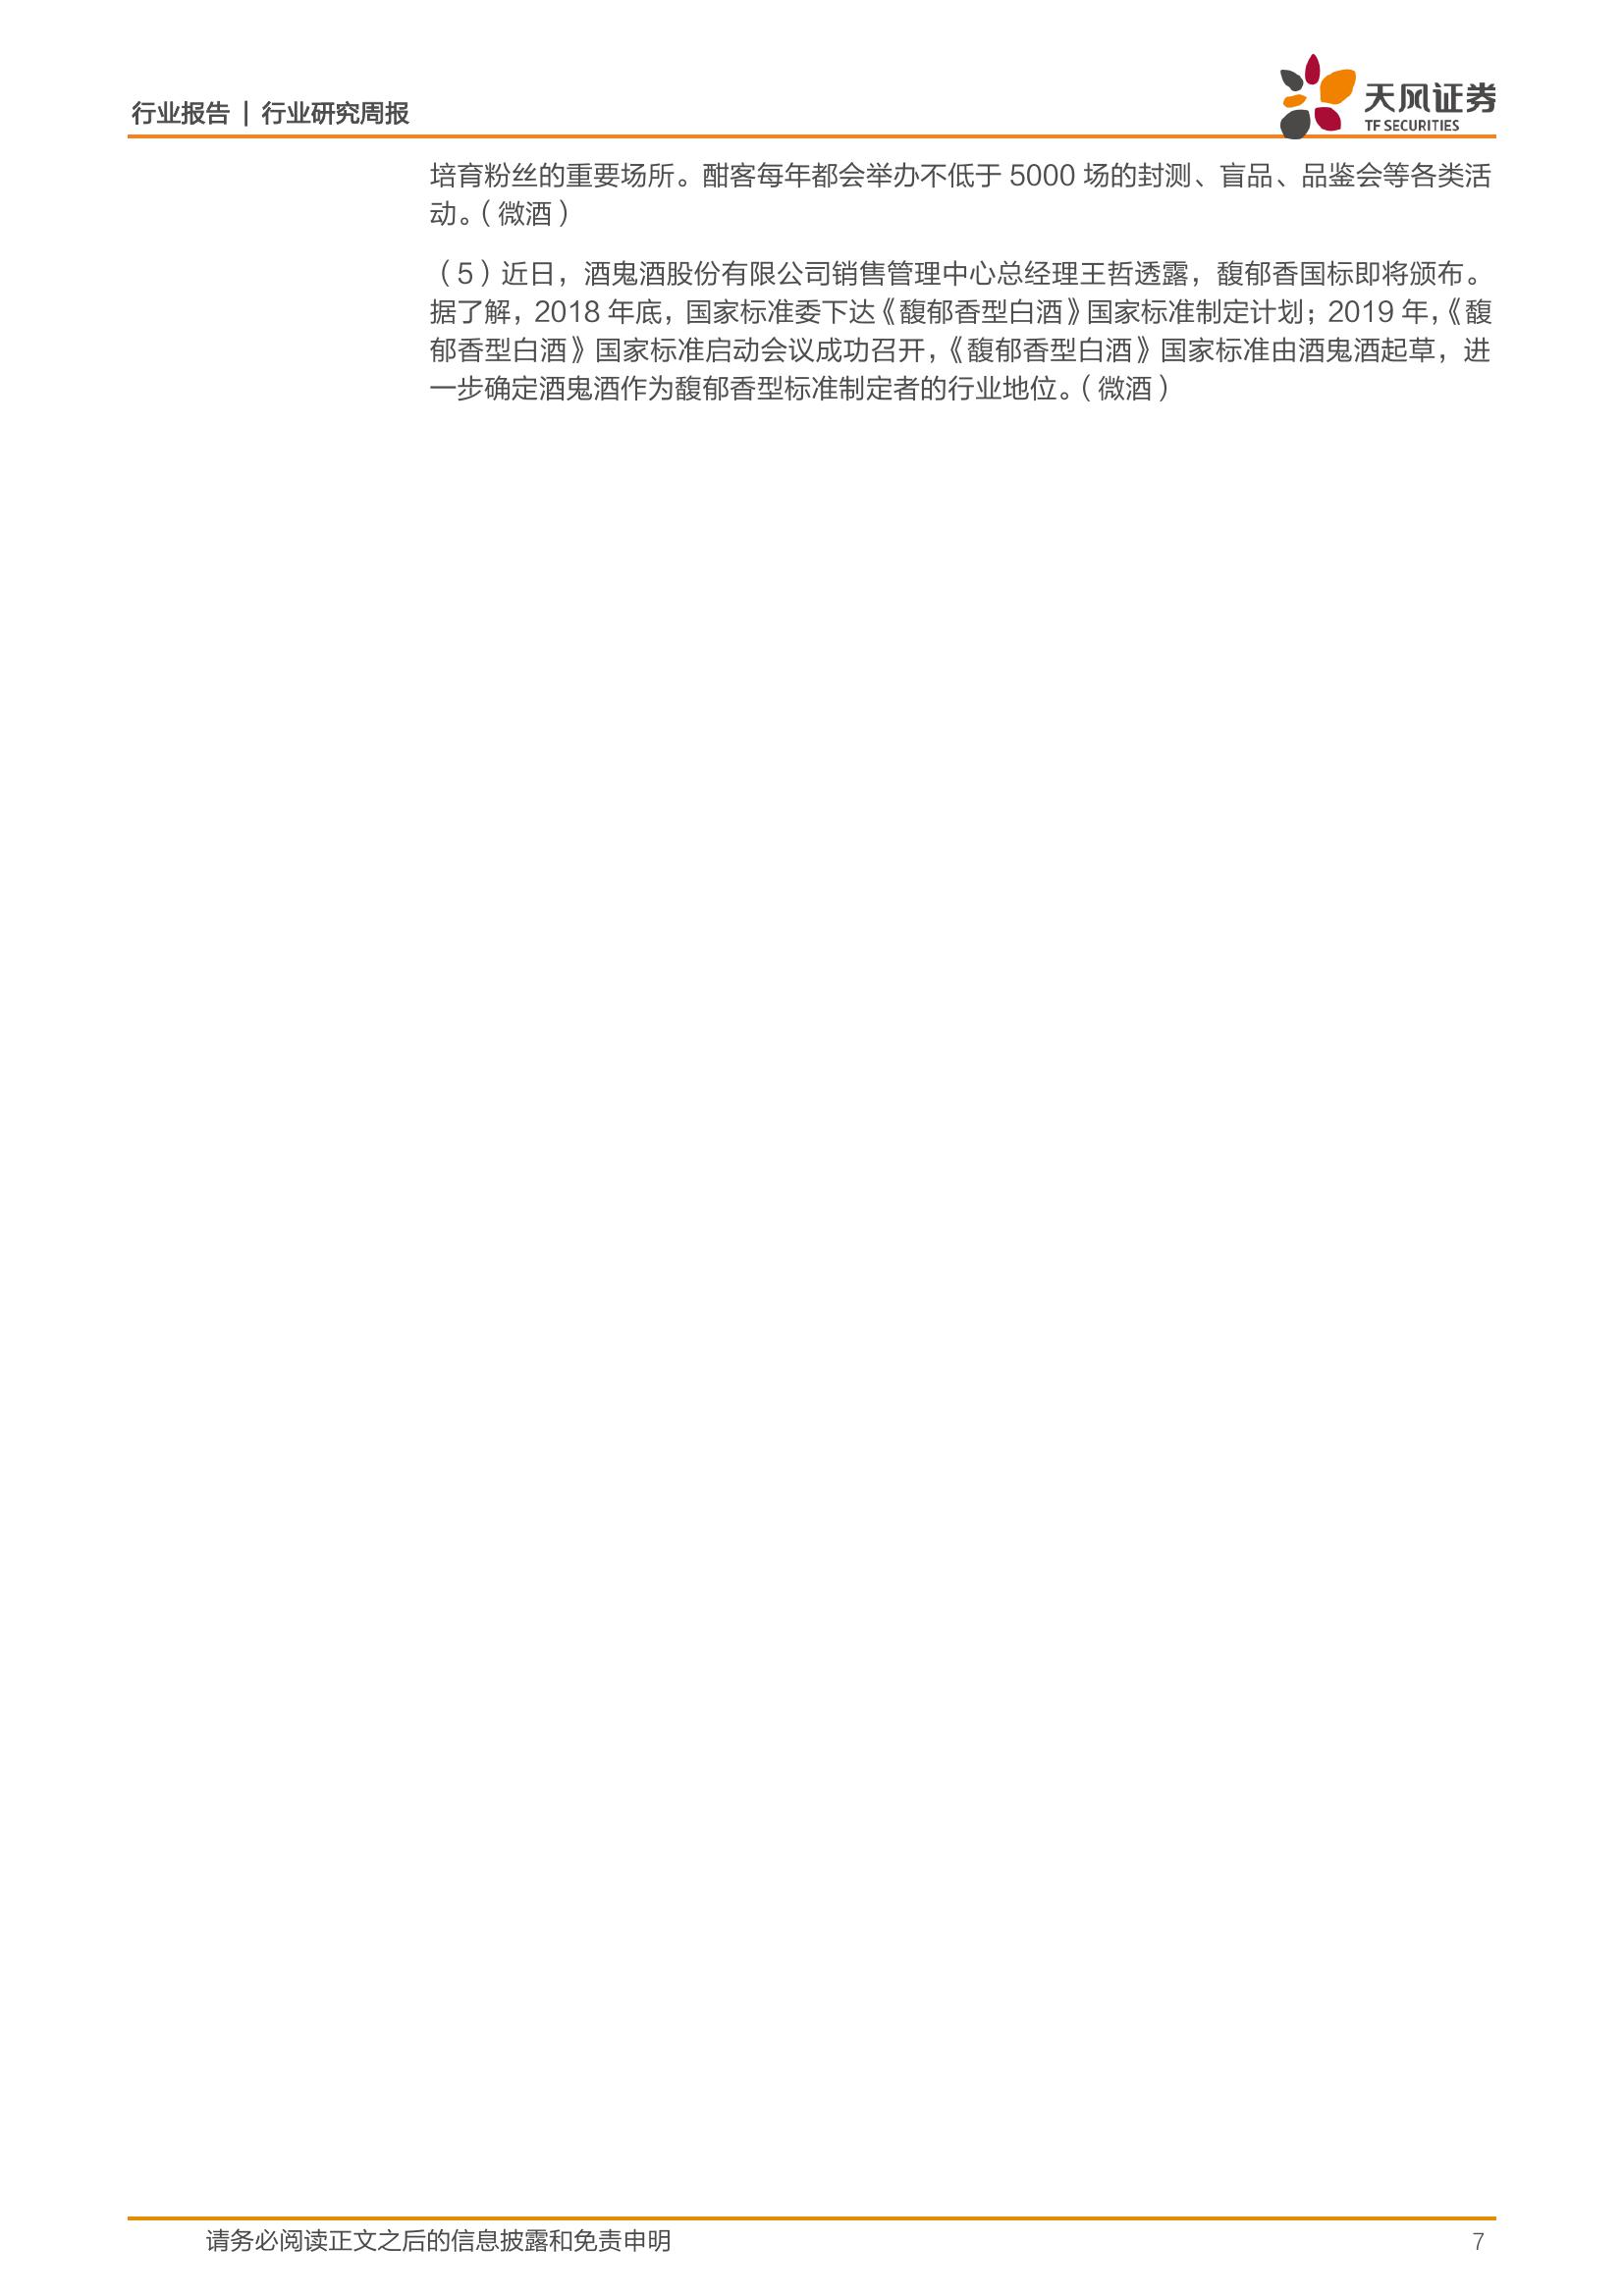 行业报告 | 行业研究周报
天风证券
TF SECURITIES
培育粉丝的重要场所。酣客每年都会举办不低于 5000 场的封测、盲品、品鉴会等各类活
动。（微酒）
（5）近日，酒鬼酒股份有限公司销售管理中心总经理王哲透露，馥郁香国标即将颁布。
据了解，2018 年底，国家标准委下达《馥郁香型白酒》国家标准制定计划；2019 年，《馥
郁香型白酒》国家标准启动会议成功召开，《馥郁香型白酒》国家标准由酒鬼酒起草，进
一步确定酒鬼酒作为馥郁香型标准制定者的行业地位。（微酒）
请务必阅读正文之后的信息披露和免责申明
7